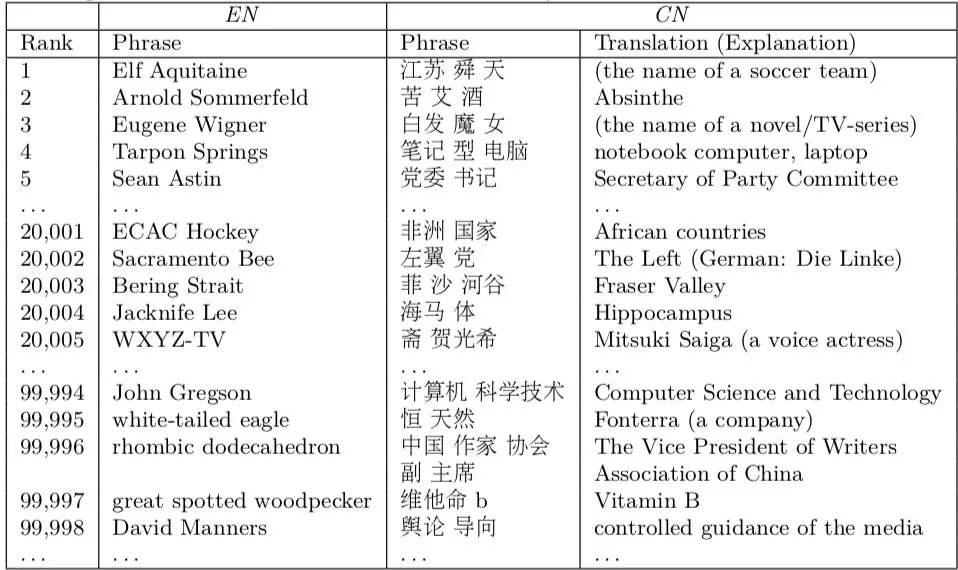 EN CN
Rank Phrase Phrase Translation (Explanation)
1 Elf Aquitaine 江苏 舜 天 (the name of a soccer team)
2 Arnold Sommerfeld 苦 艾 酒 Absinthe
3 Eugene Wigner 白发 魔 女 (the name of a novel/TV-series)
4 Tarpon Springs 笔记 型 电脑 notebook computer, laptop
5 Sean Astin 党委 书记 Secretary of Party Committee
... ... ... ...
20,001 ECAC Hockey 非洲 国家 African countries
20,002 Sacramento Bee 左翼 党 The Left (German: Die Linke)
20,003 Bering Strait 菲 沙 河谷 Fraser Valley
20,004 Jacknife Lee 海马 体 Hippocampus
20,005 WXYZ-TV 斋 贺光希 Mitsuki Saiga (a voice actress)
... ... ... ...
99,994 John Gregson 计算机 科学技术 Computer Science and Technology
99,995 white-tailed eagle 恒 天然 Fonterra (a company)
99,996 rhombic dodecahedron 中国 作家 协会 The Vice President of Writers
副 主席 Association of China
99,997 great spotted woodpecker 维他命 b Vitamin B
99,998 David Manners 舆论 导向 controlled guidance of the media
... ... ... ...